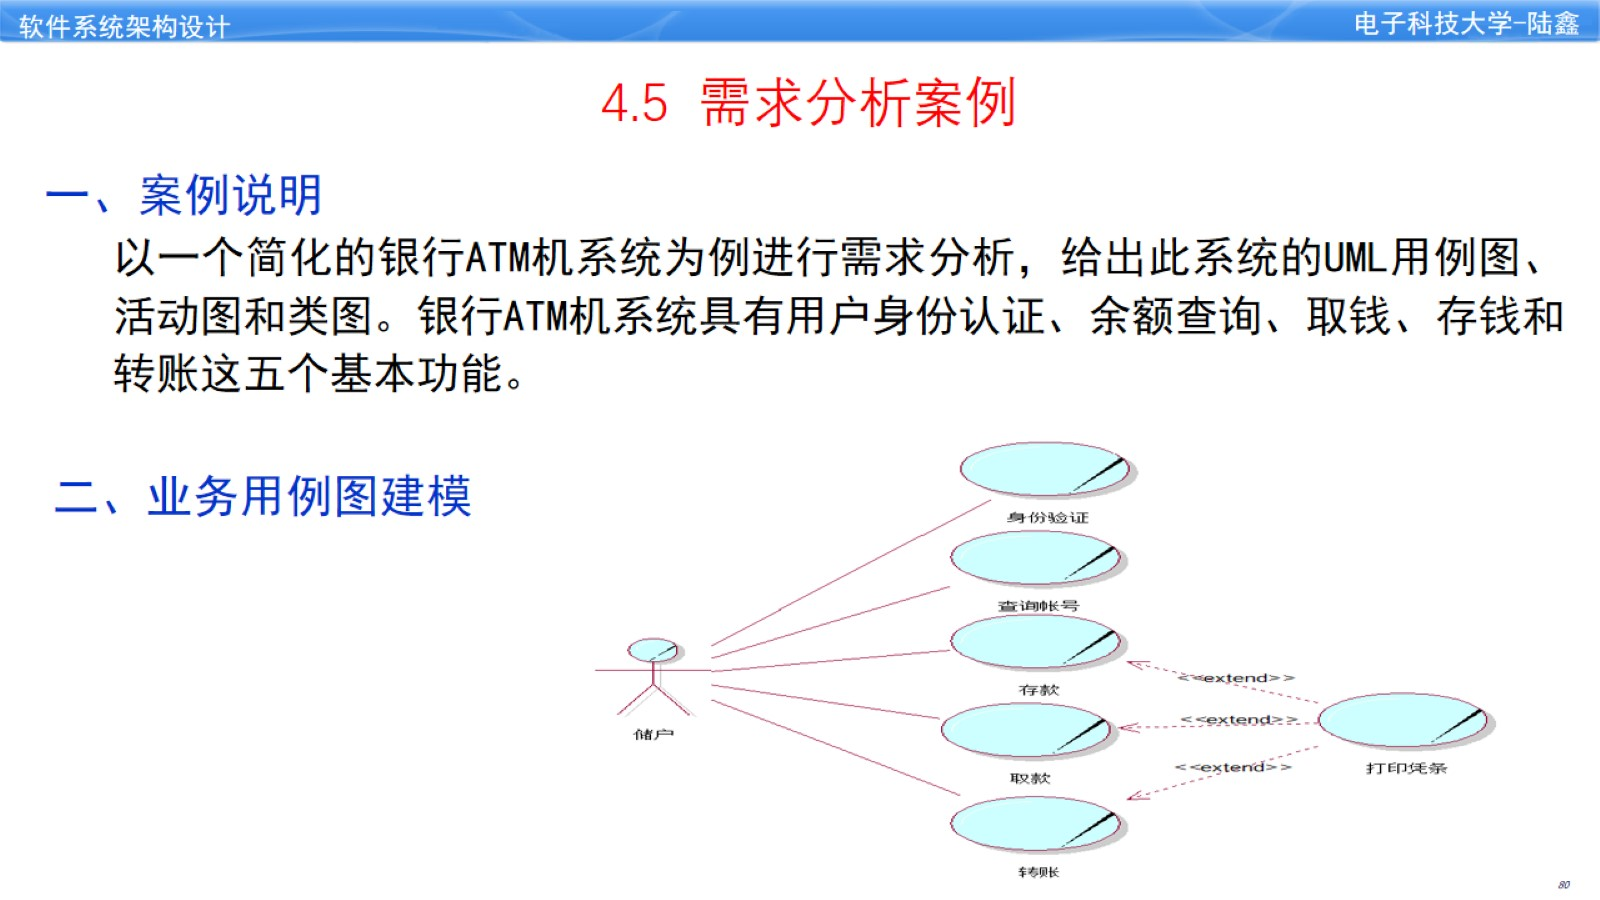 软件系统架构设计
电子科技大学-陆鑫
4.5 需求分析案例
一、案例说明
以一个简化的银行ATM机系统为例进行需求分析，给出此系统的UML用例图、
活动图和类图。银行ATM机系统具有用户身份认证、余额查询、取钱、存钱和
转账这五个基本功能。
二、业务用例图建模
身份验证
查询帐号
存款
<<extend>>
<<extend>>
储户
取款
<<extend>>
打印凭条
转账
80